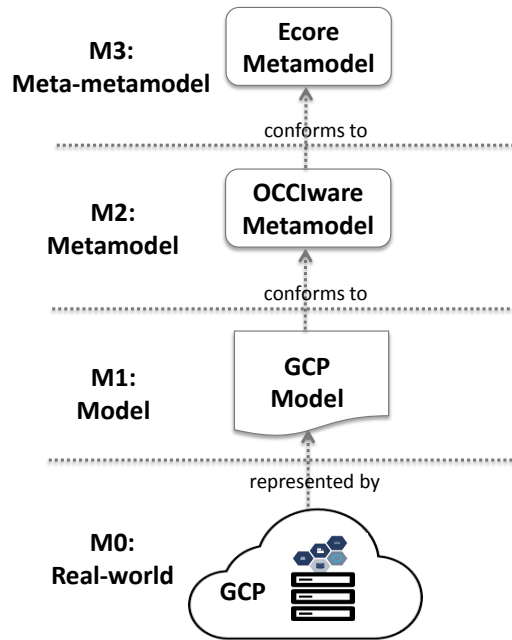 M3:
Meta-metamodel
Ecore
Metamodel
conforms to
M2:
Metamodel
OCCIware
Metamodel
conforms to
M1:
Model
GCP
Model
represented by
M0:
Real-world
GCP